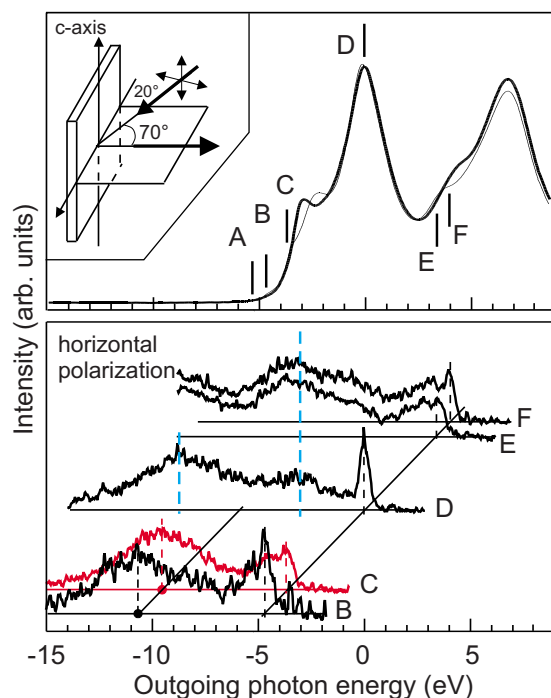 c-axis
20°
70°
A
B
C
D
E
F
Intensity (arb. units)
horizontal
polarization
F
E
D
C
B
-15 -10 -5 0 5
Outgoing photon energy (eV)